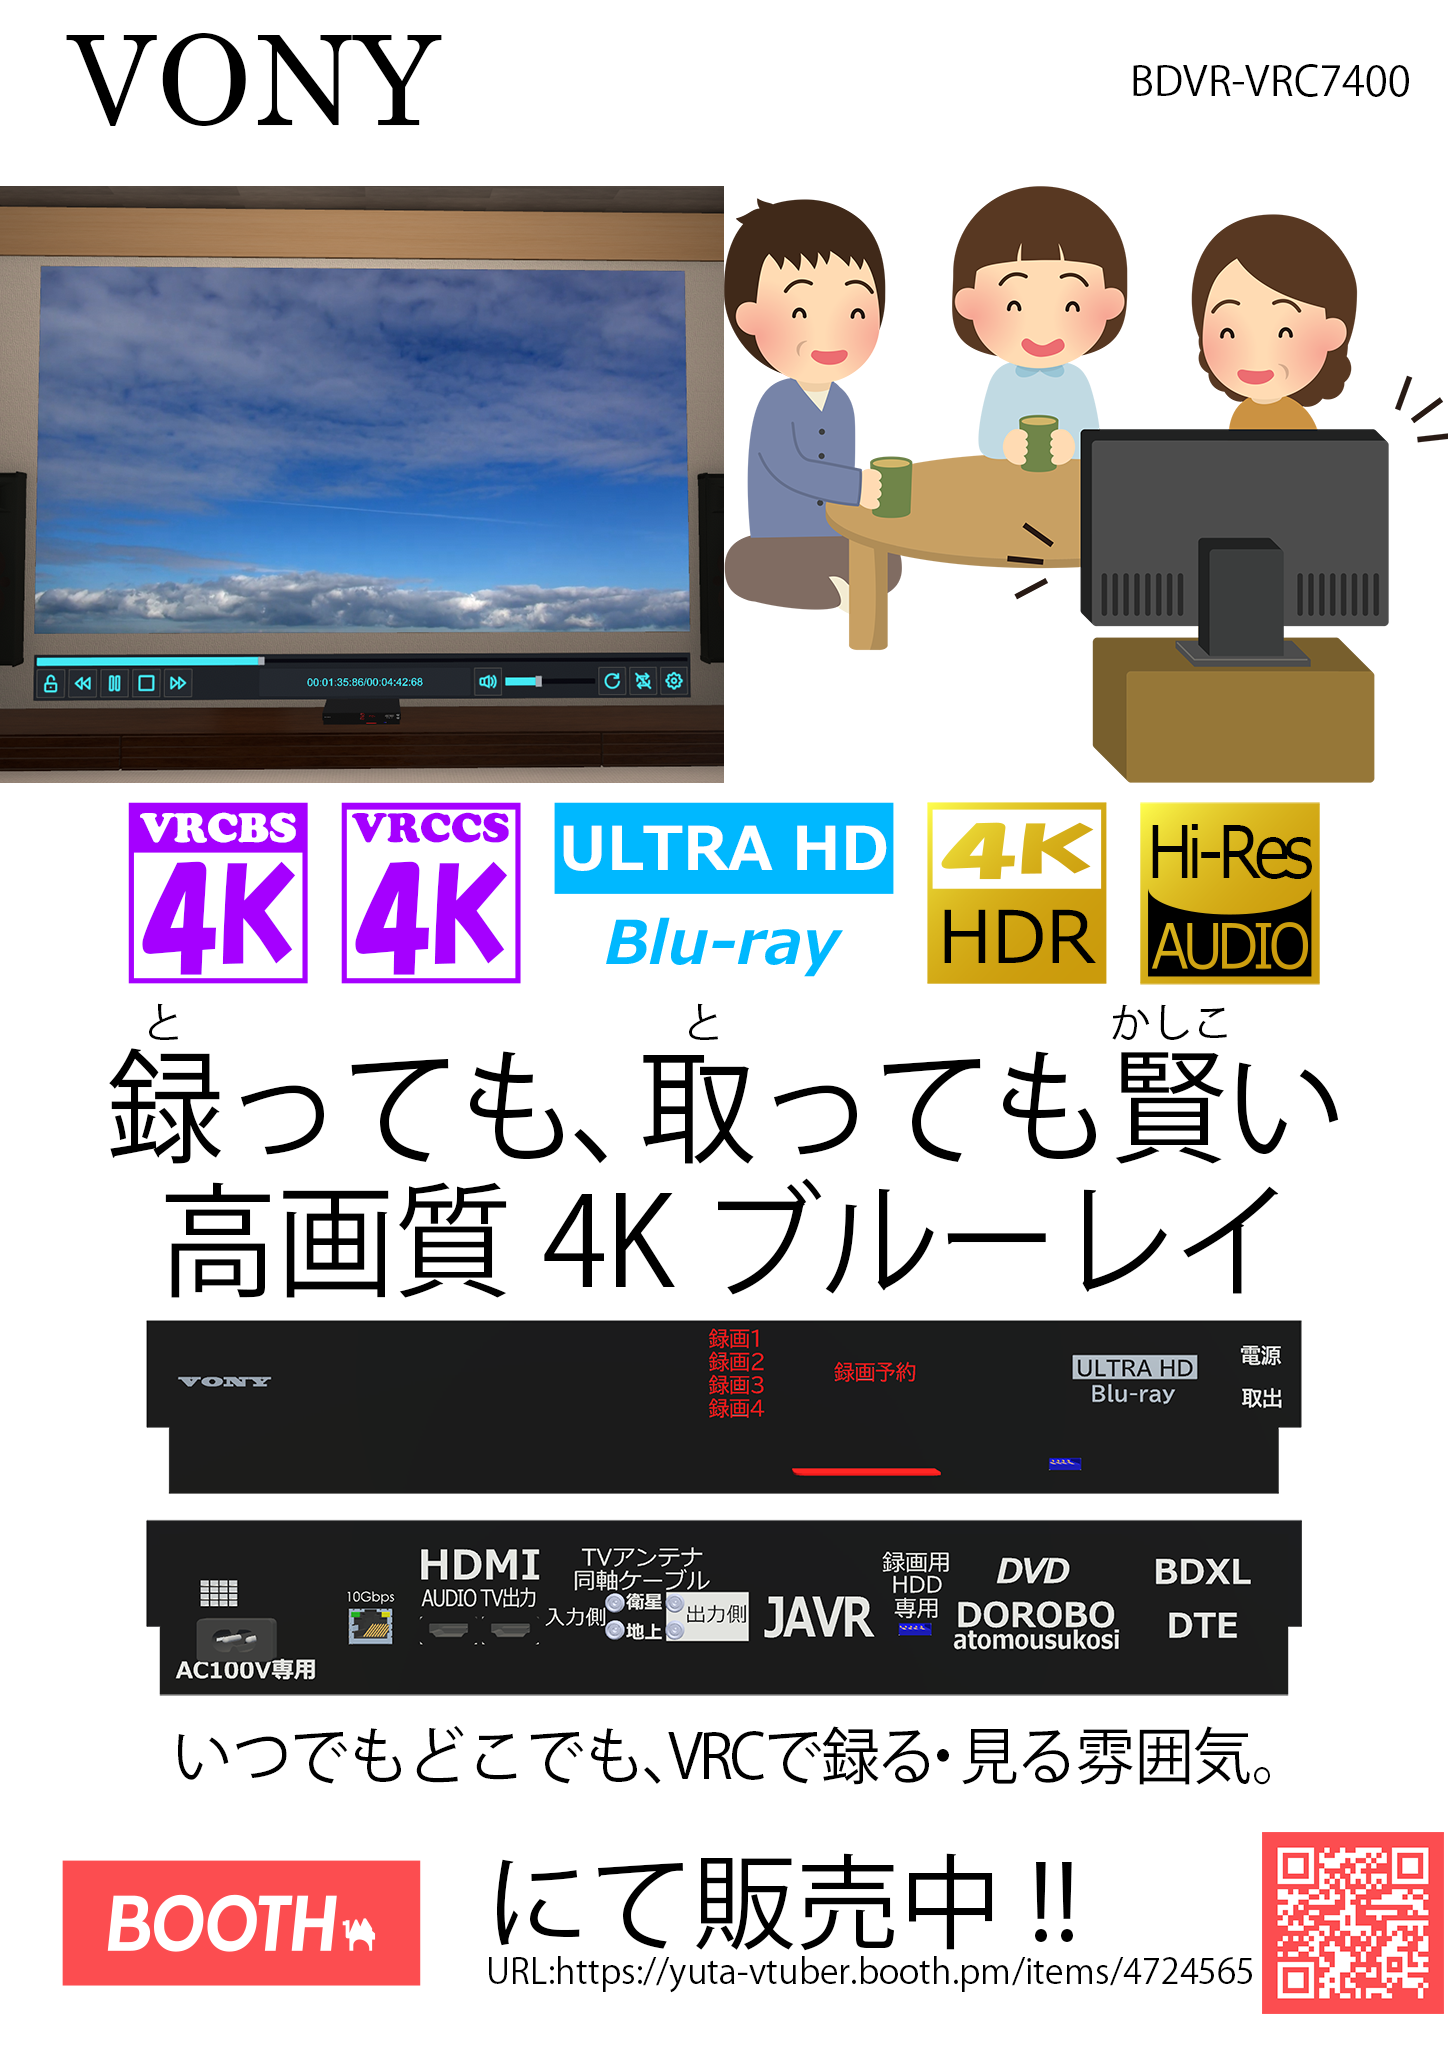 VONY
BDVR-VRC7400
00:01:35:86/00:04:42:68
VRCBS
4K
VRCCS
4K
ULTRA HD
Blu-ray
4K
HDR
Hi-Res
AUDIO
と と かしこ
録っても、取っても賢い
高画質 4K ブルーレイ
VONY
録画1
録画2
録画3
録画4
録画予約
ULTRA HD
Blu-ray
電源
取出
AC100V専用
10Gbps
HDMI
AUDIO TV出力
TVアンテナ
同軸ケーブル
入力側
衛星
地上
出力側
JAVR
録画用
HDD
専用
DVD
DOROBO
atomousukosi
BDXL
DTE
いつでもどこでも、VRCで録る・見る雰囲気。
BOOTH
にて販売中 !!
URL:https://yuta-vtuber.booth.pm/items/4724565